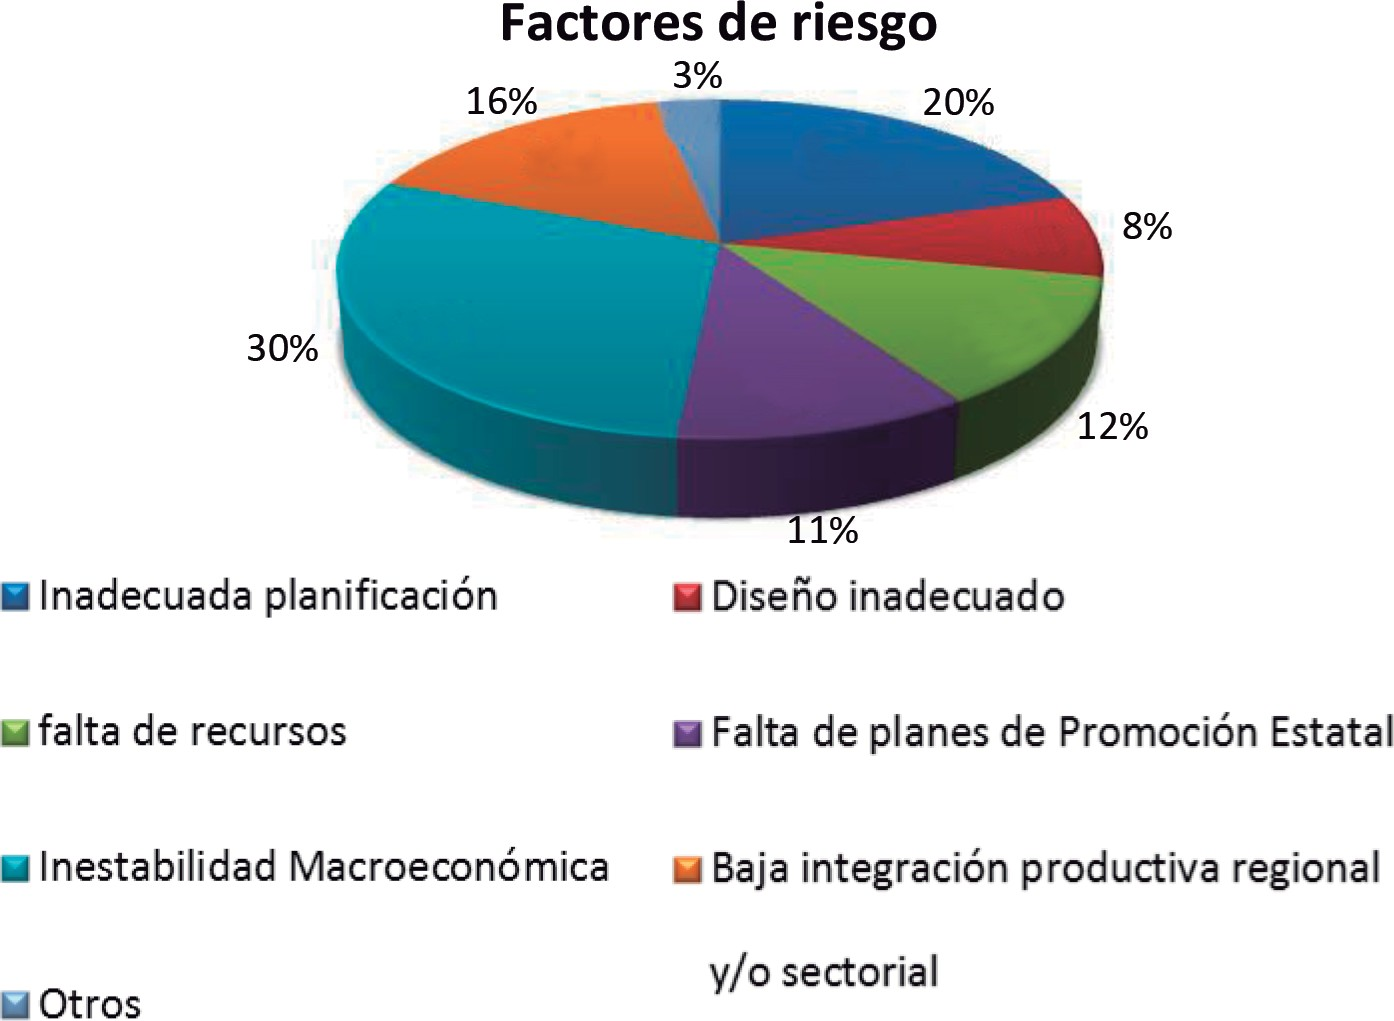 Factores de riesgo
3%
16%
20%
8%
30%
12%
11%
Inadecuada planificación
Diseño inadecuado
falta de recursos
Falta de planes de Promoción Estatal
Inestabilidad Macroeconómica
Baja integración productiva regional
y/o sectorial
Otros